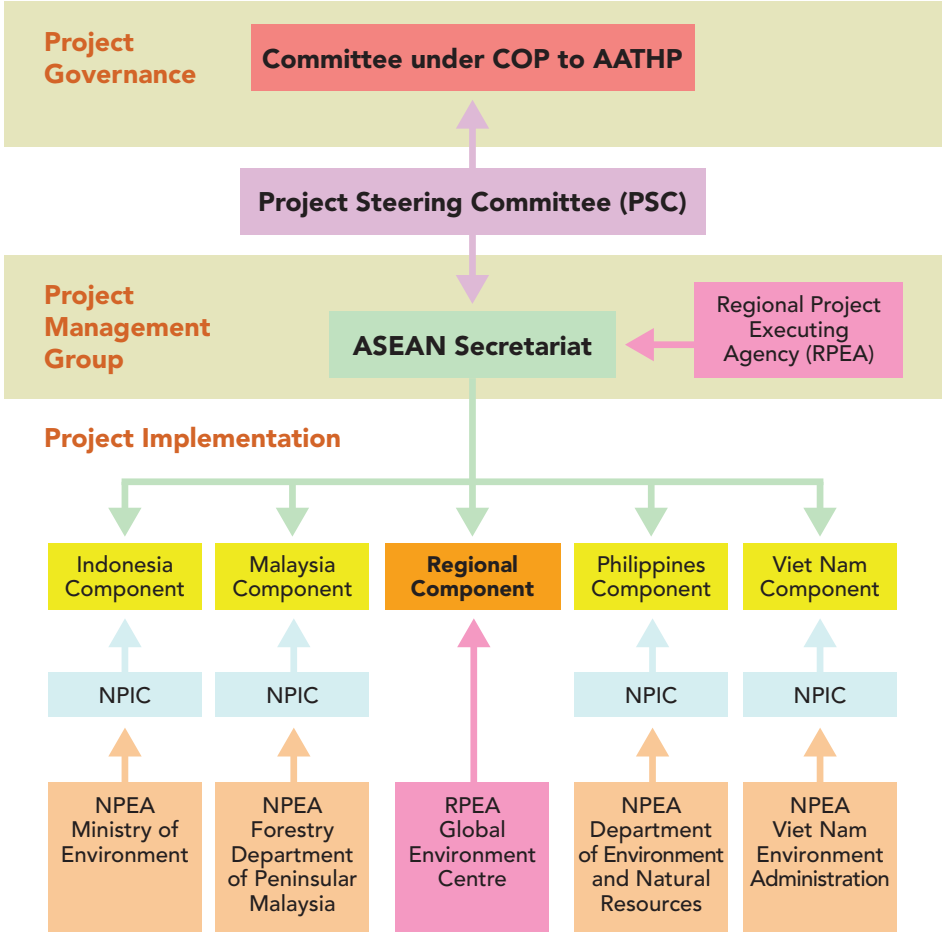 Project
Governance
Committee under COP to AATHP
Project Steering Committee (PSC)
Project
Management
Group
ASEAN Secretariat
Regional Project
Executing
Agency (RPEA)
Project Implementation
Indonesia
Component
Malaysia
Component
Regional
Component
Philippines
Component
Viet Nam
Component
NPIC
NPIC
NPIC
NPIC
NPEA
Ministry of
Environment
NPEA
Forestry
Department
of Peninsular
Malaysia
RPEA
Global
Environment
Centre
NPEA
Department
of Environment
and Natural
Resources
NPEA
Viet Nam
Environment
Administration